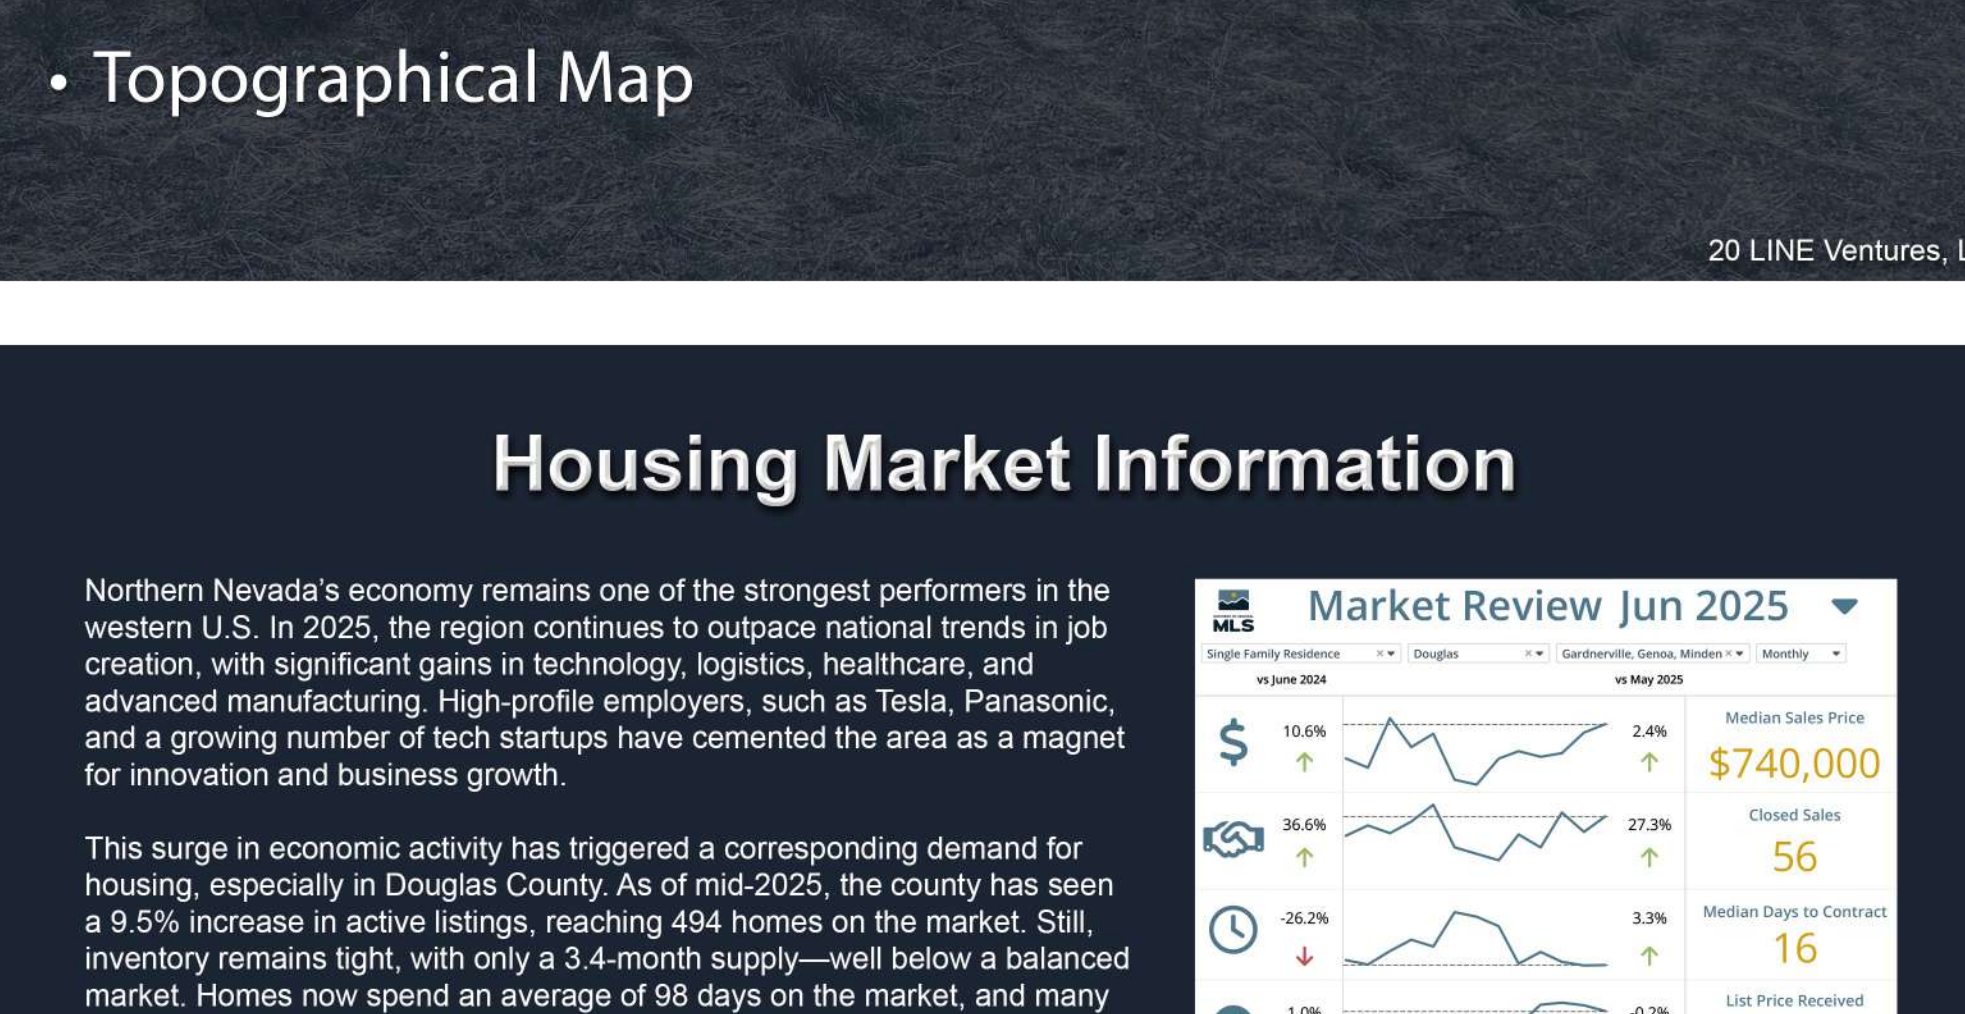 • Topographical Map
20 LINE Ventures, L
Housing Market Information
Northern Nevada’s economy remains one of the strongest performers in the
western U.S. In 2025, the region continues to outpace national trends in job
creation, with significant gains in technology, logistics, healthcare, and
advanced manufacturing. High-profile employers, such as Tesla, Panasonic,
and a growing number of tech startups have cemented the area as a magnet
for innovation and business growth.
This surge in economic activity has triggered a corresponding demand for
housing, especially in Douglas County. As of mid-2025, the county has seen
a 9.5% increase in active listings, reaching 494 homes on the market. Still,
inventory remains tight, with only a 3.4-month supply—well below a balanced
market. Homes now spend an average of 98 days on the market, and many
MLS
Market Review Jun 2025
Single Family Residence × Douglas × Gardnerville, Genoa, Minden × Monthly
vs June 2024 vs May 2025
10.6% 2.4% Median Sales Price
$740,000
36.6% 27.3% Closed Sales
56
-26.2% 3.3% Median Days to Contract
16
1.0% -0.2% List Price Received